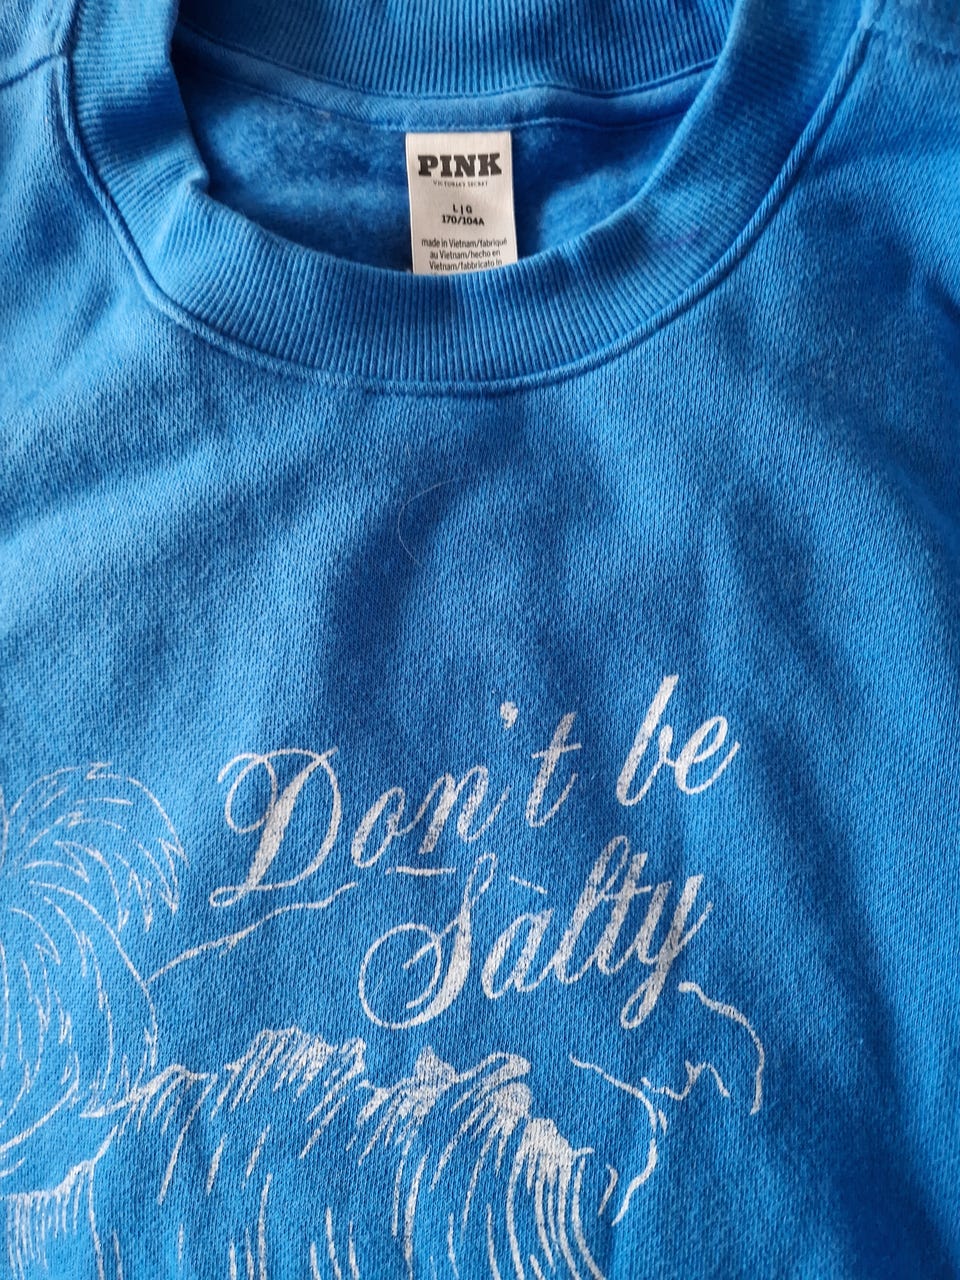 PINK
VICTORIA'S SECRET
L | G
170/104A
made in Vietnam/fabriqué
au Vietnam/hecho en
Vietnam/fabbricato in
Don't be
Salty